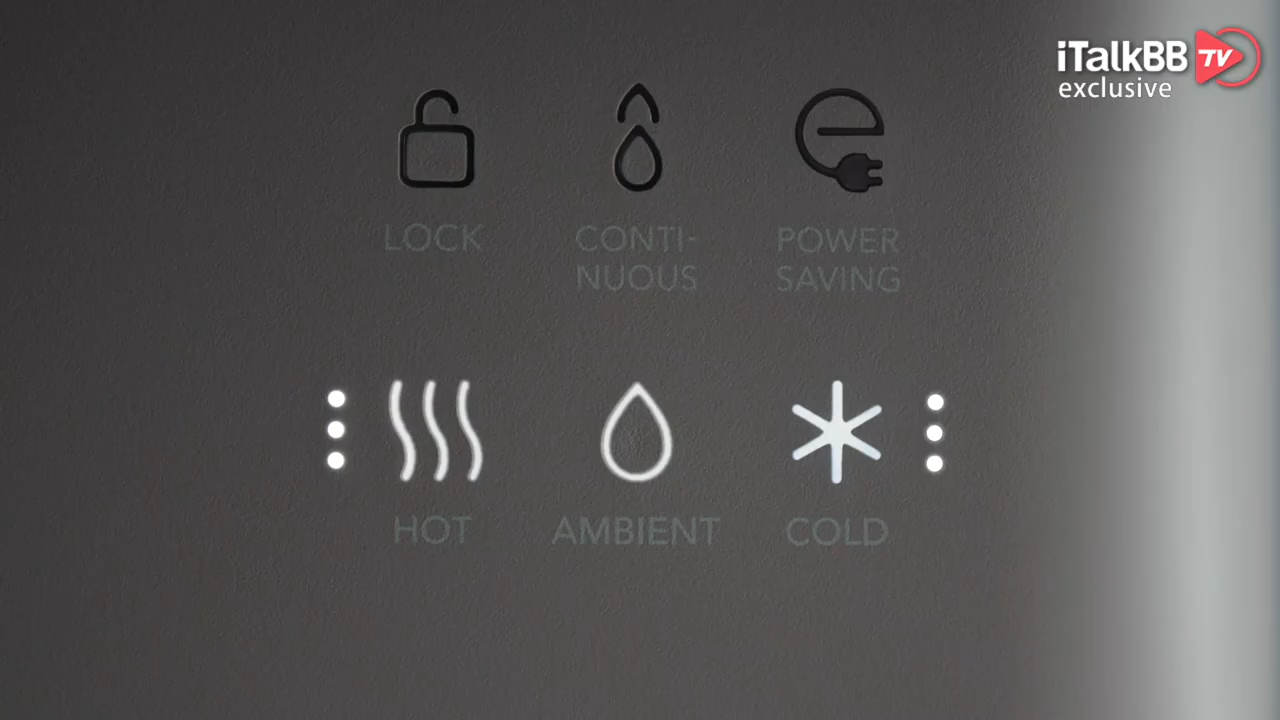 iTalkBB TV
exclusive
LOCK
CONTI-
NUOUS
POWER
SAVING
HOT
AMBIENT
COLD